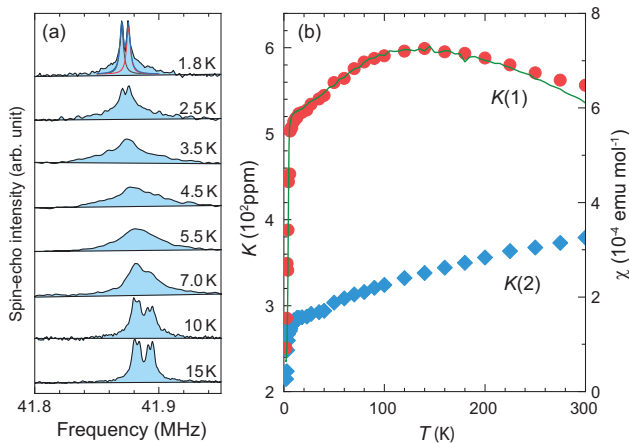 (a)
1.8 K
2.5 K
3.5 K
4.5 K
5.5 K
7.0 K
10 K
15 K
Spin-echo intensity (arb. unit)
41.8
41.9
Frequency (MHz)
(b)
K(1)
K(2)
K (10²ppm)
6
5
4
3
2
0
100
200
300
T (K)
8
6
4
2
0
χ (10⁻⁴ emu mol⁻¹)